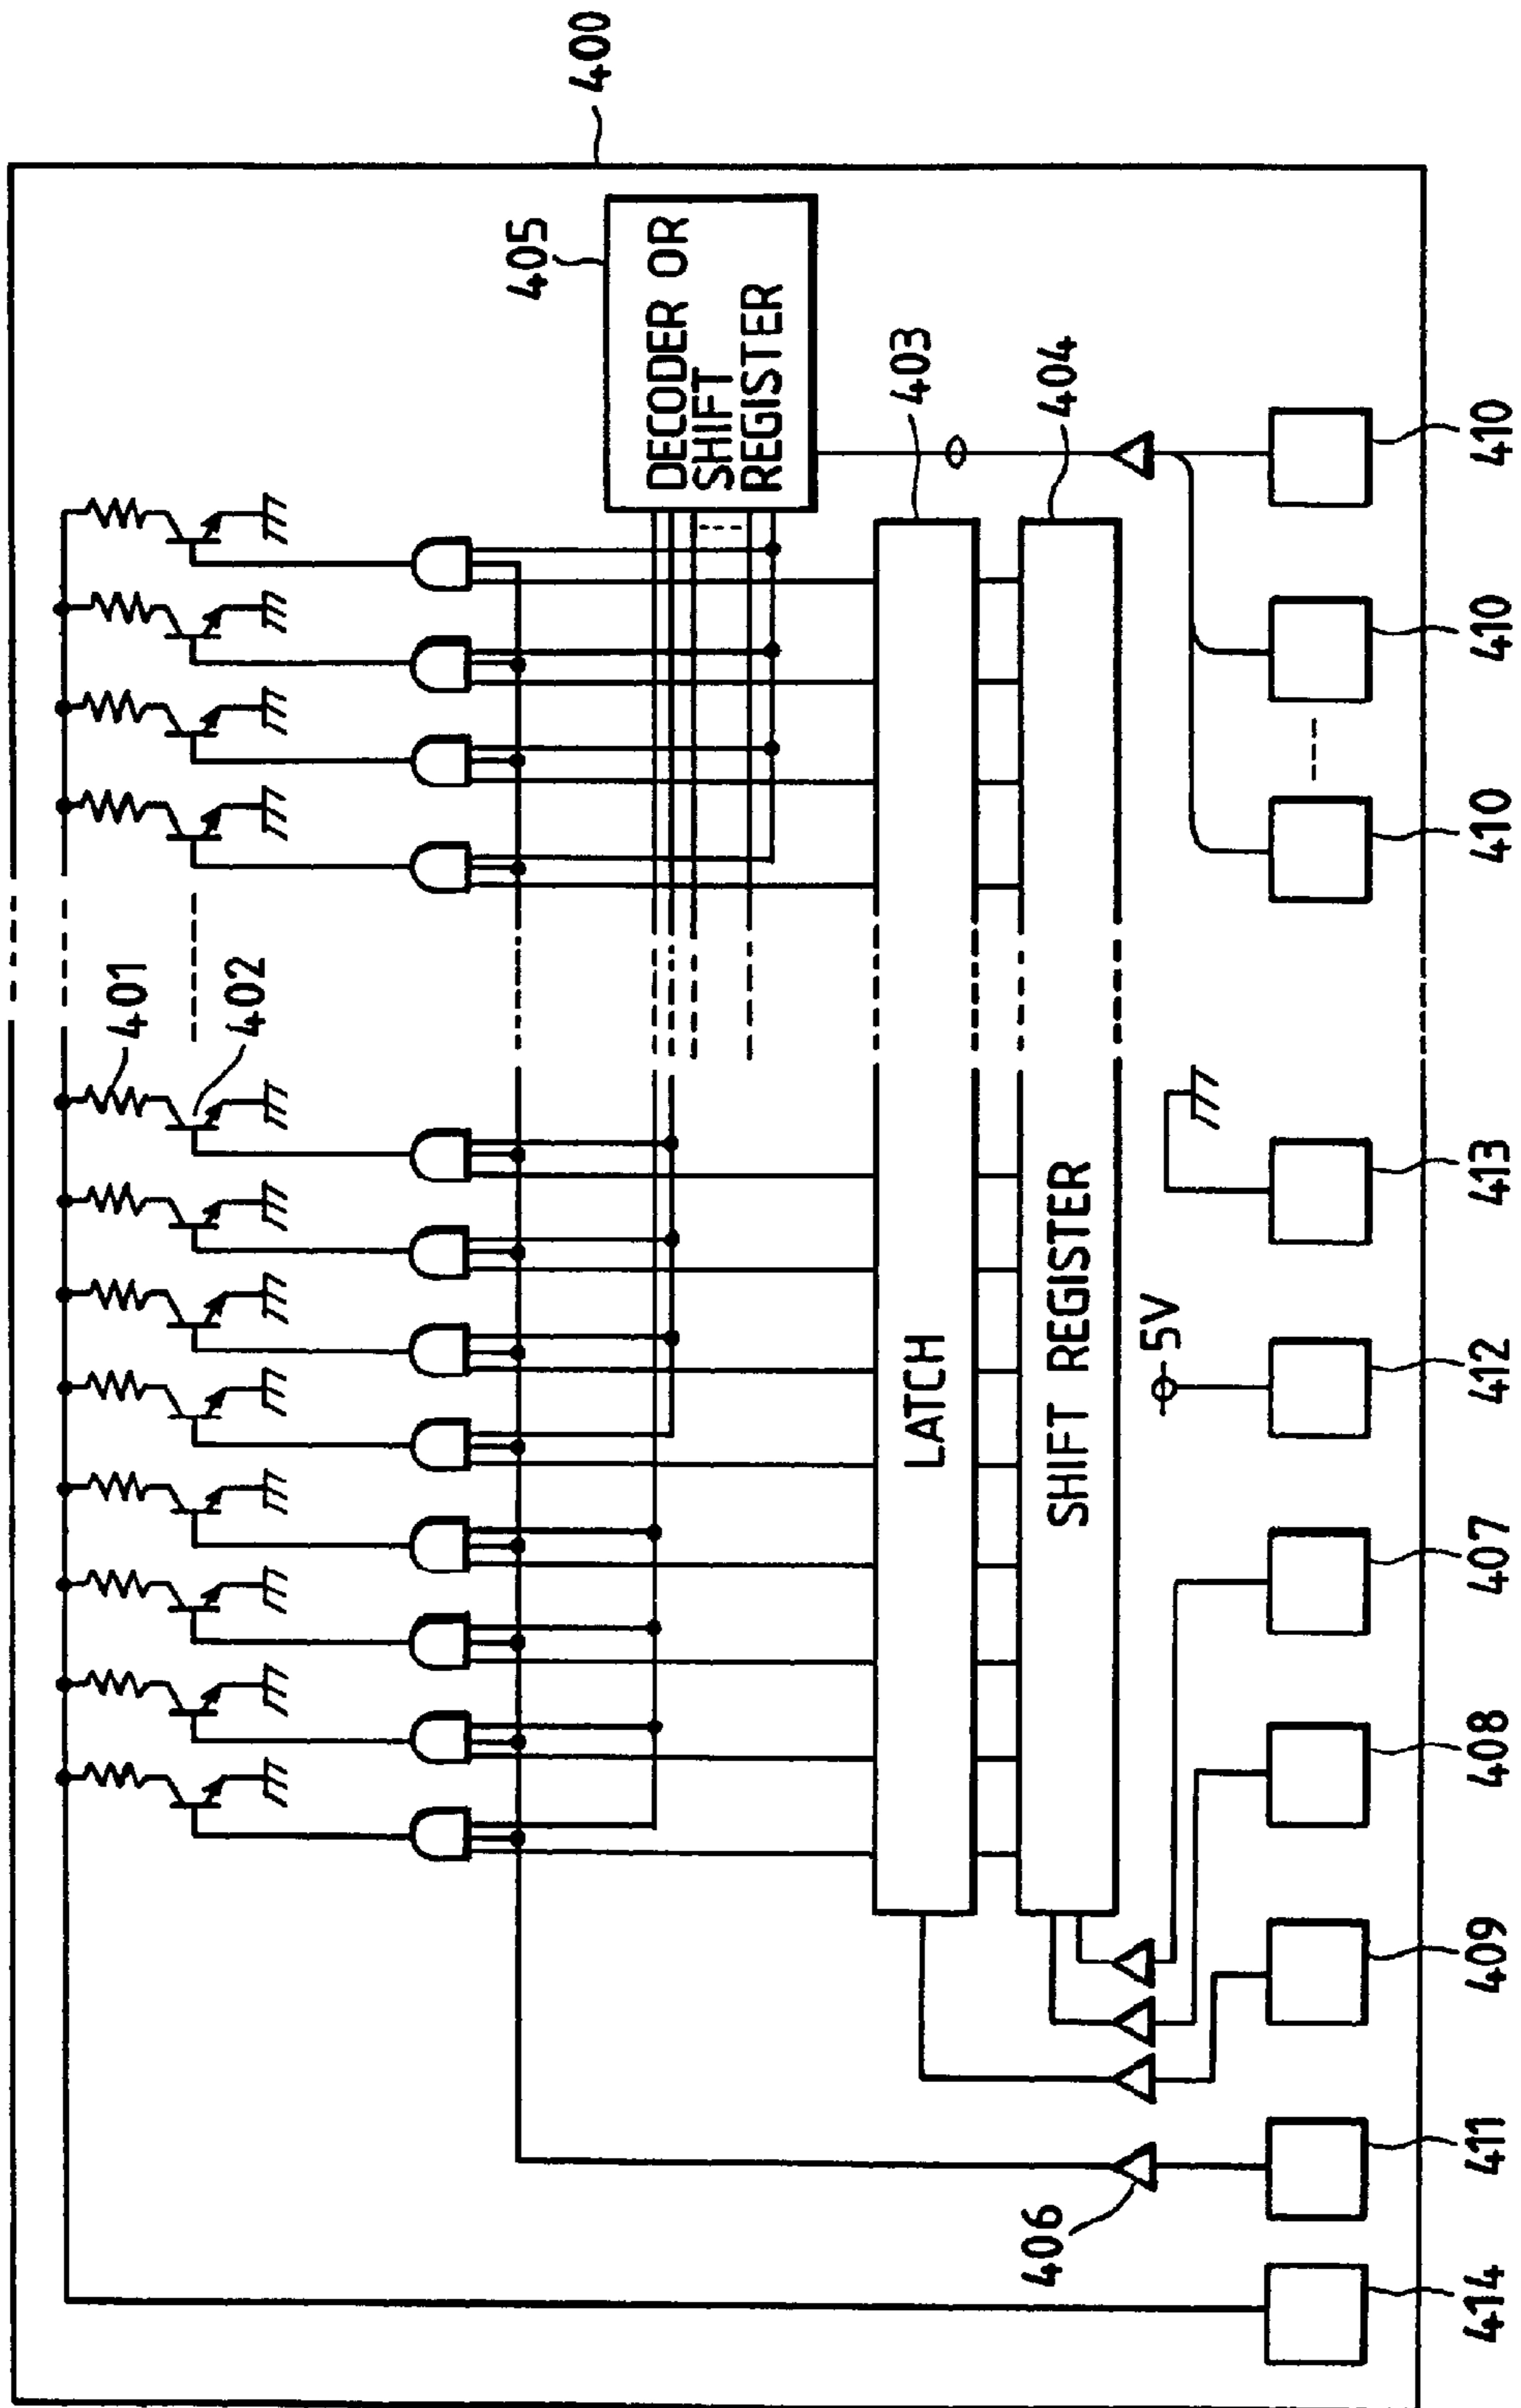 400
401
402
405
DECODER OR
SHIFT
REGISTER
403
LATCH
404
SHIFT REGISTER
406
5V
414
411
409
408
407
412
413
410
410
410